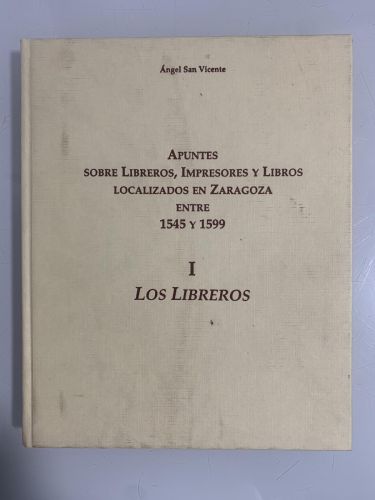 Ángel San Vicente
Apuntes
sobre Libreros, Impresores y Libros
localizados en Zaragoza
entre
1545 y 1599
I
Los Libreros